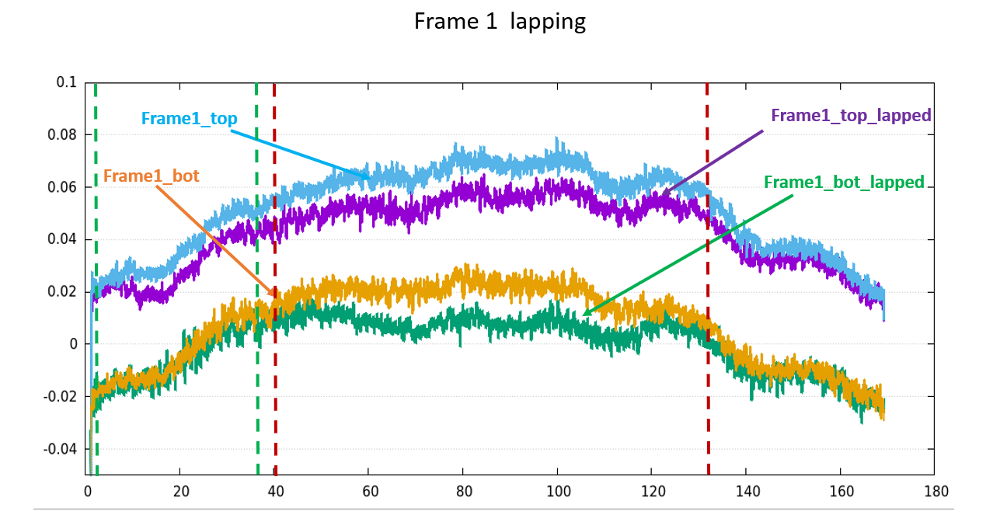 Frame 1  lapping
0.1
Frame1_top
Frame1_top_lapped
0.08
Frame1_bot
Frame1_bot_lapped
0.06
0.04
0.02
0
-0.02
-0.04
0 20 40 60 80 100 120 140 160 180